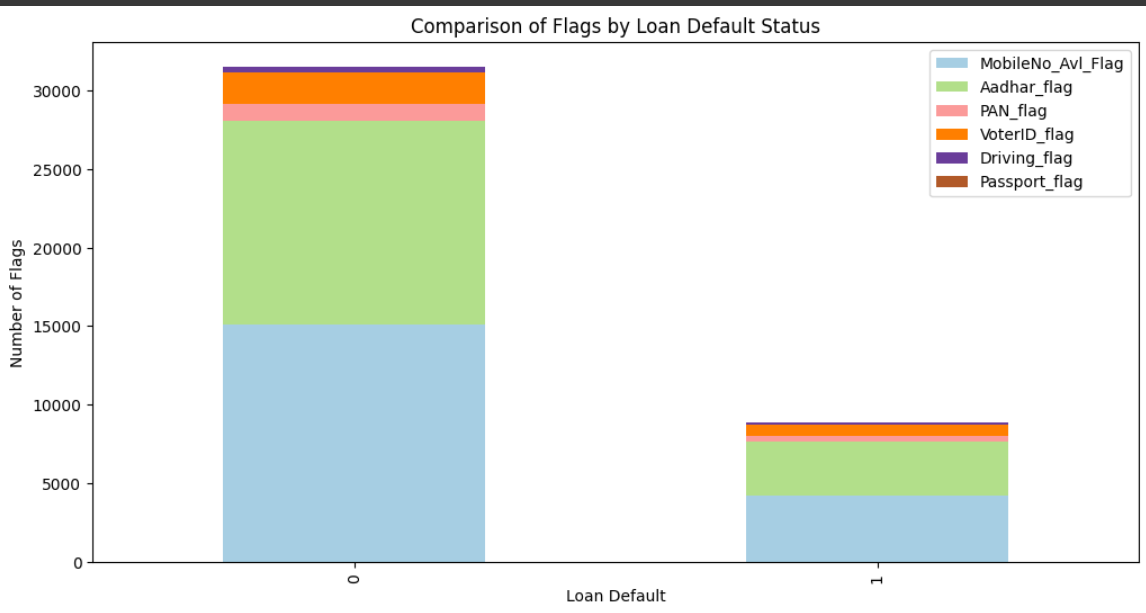 Comparison of Flags by Loan Default Status
MobileNo_Avl_Flag
Aadhar_flag
PAN_flag
VoterID_flag
Driving_flag
Passport_flag
Number of Flags
30000
25000
20000
15000
10000
5000
0
0
1
Loan Default